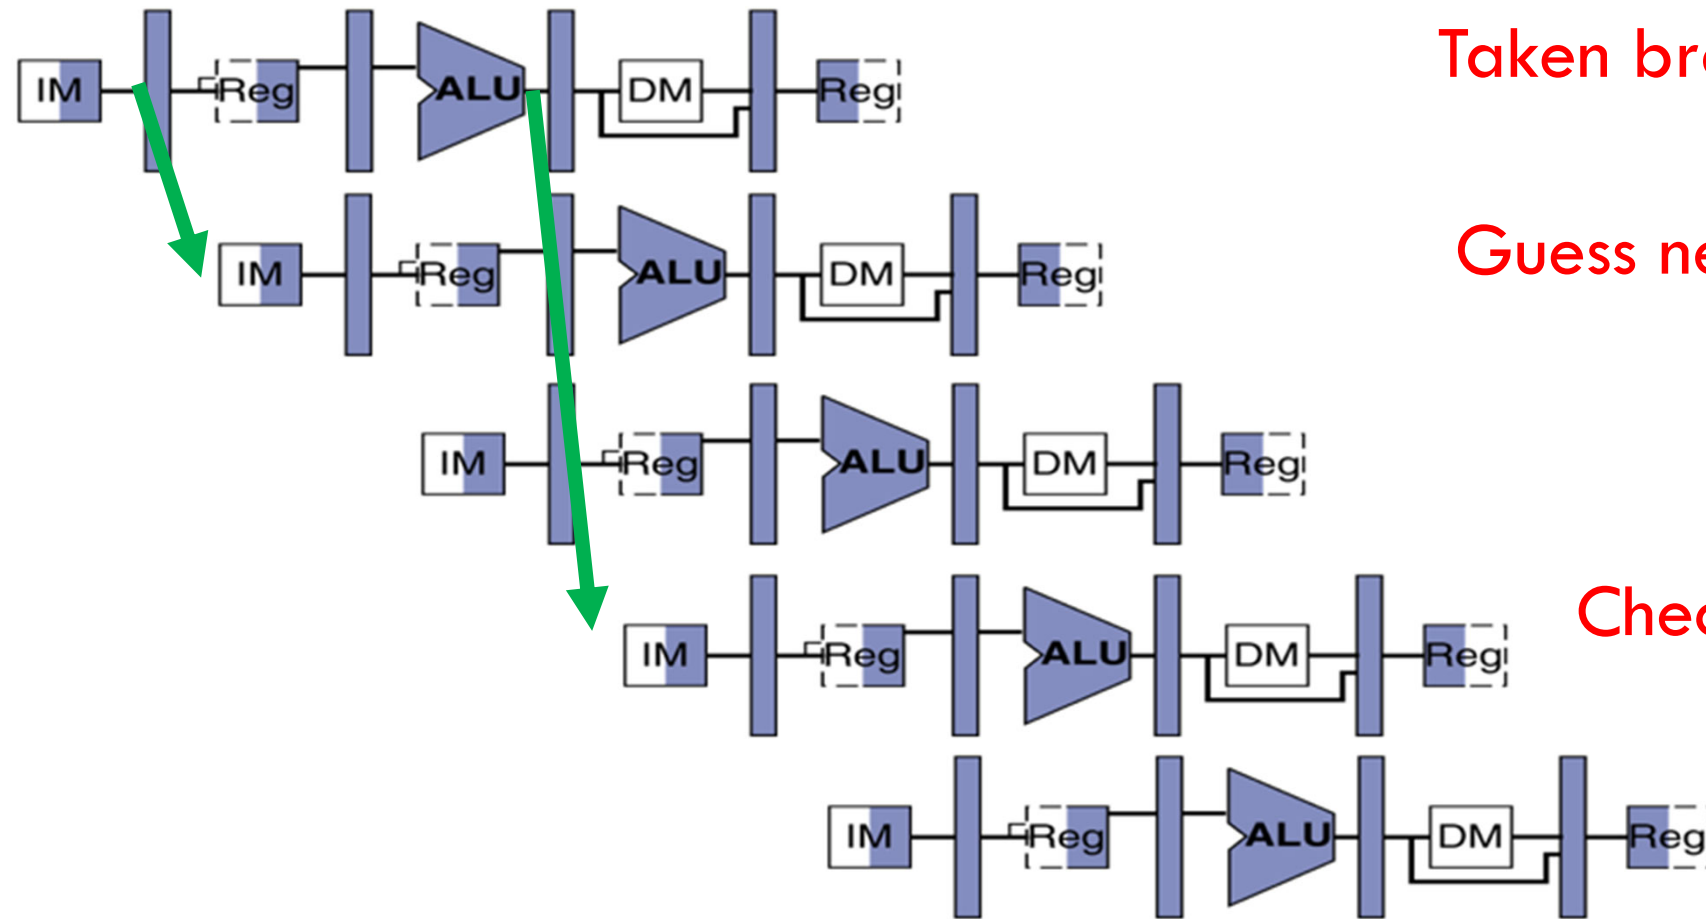 Taken bra
IM Reg ALU DM Reg
Guess ne
IM Reg ALU DM Reg
IM Reg ALU DM Reg
Chec
IM Reg ALU DM Reg
IM Reg ALU DM Reg